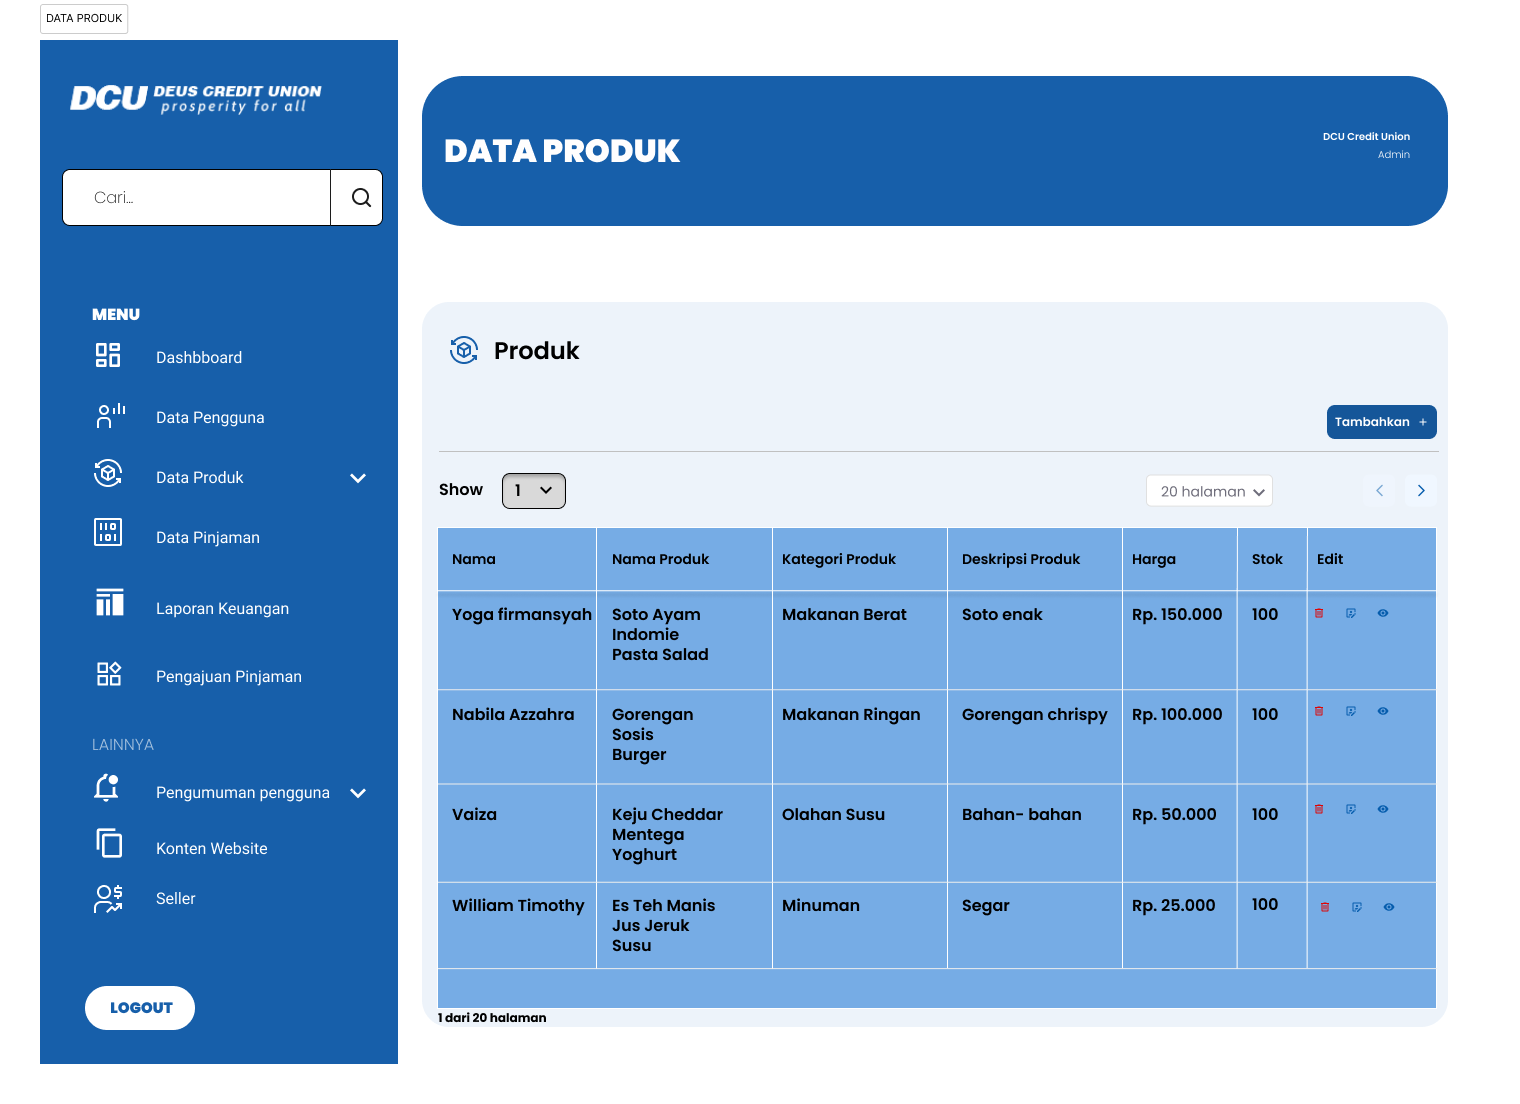 DATA PRODUK
DCU DEUS CREDIT UNION
prosperity for all
Cari...
MENU
Dashbboard
Data Pengguna
Data Produk
Data Pinjaman
Laporan Keuangan
Pengajuan Pinjaman
LAINNYA
Pengumuman pengguna
Konten Website
Seller
LOGOUT
DATA PRODUK
DCU Credit Union
Admin
Produk
Tambahkan +
Show 1 20 halaman
Nama Nama Produk Kategori Produk Deskripsi Produk Harga Stok Edit
Yoga firmansyah Soto Ayam Makanan Berat Soto enak Rp. 150.000 100
Indomie
Pasta Salad
Nabila Azzahra Gorengan Makanan Ringan Gorengan chrispy Rp. 100.000 100
Sosis
Burger
Vaiza Keju Cheddar Olahan Susu Bahan- bahan Rp. 50.000 100
Mentega
Yoghurt
William Timothy Es Teh Manis Minuman Segar Rp. 25.000 100
Jus Jeruk
Susu
1 dari 20 halaman